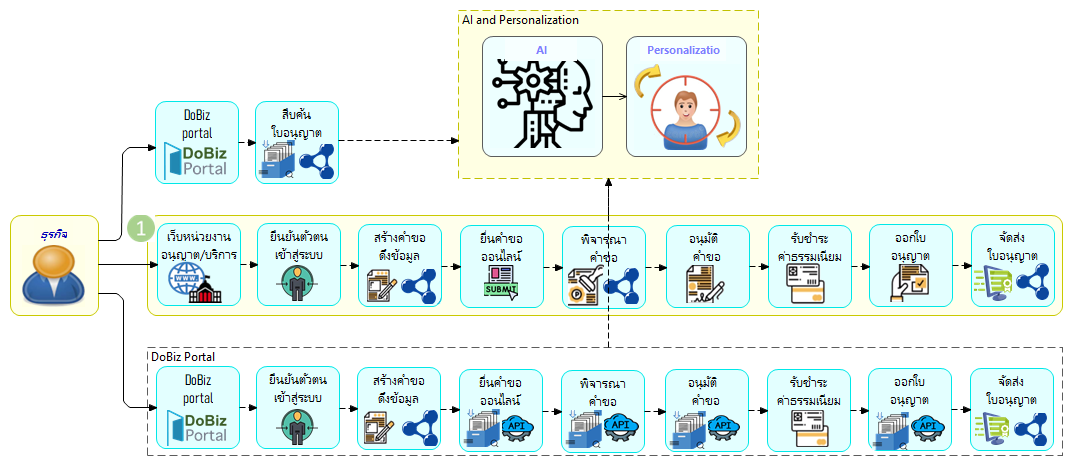 AI and Personalization
AI
Personalizatio
DoBiz
portal
DoBiz
Portal
สืบค้น
ใบอนุญาต
ธุรกิจ
1
เว็บหน่วยงาน
อนุญาต/บริการ
WWW
ยืนยันตัวตน
เข้าสู่ระบบ
สร้างคำขอ
ดึงข้อมูล
ยื่นคำขอ
ออนไลน์
SUBMIT
พิจารณา
คำขอ
อนุมัติ
คำขอ
รับชำระ
ค่าธรรมเนียม
ออกใบ
อนุญาต
จัดส่ง
ใบอนุญาต
DoBiz Portal
DoBiz
portal
DoBiz
Portal
ยืนยันตัวตน
เข้าสู่ระบบ
สร้างคำขอ
ดึงข้อมูล
ยื่นคำขอ
ออนไลน์
API
พิจารณา
คำขอ
API
อนุมัติ
คำขอ
API
รับชำระ
ค่าธรรมเนียม
ออกใบ
อนุญาต
API
จัดส่ง
ใบอนุญาต